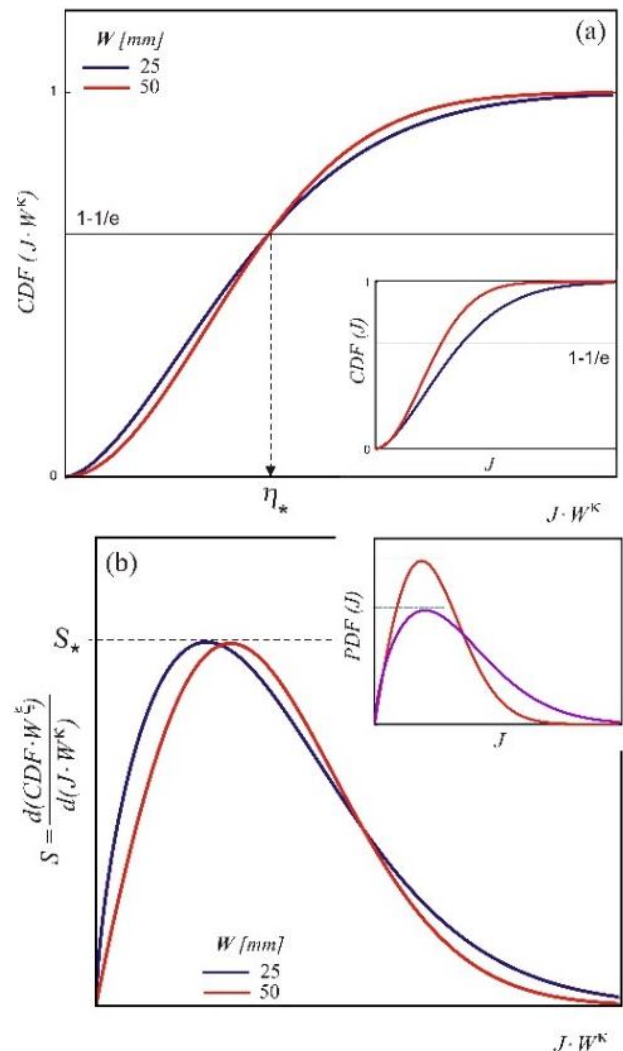 (a)
W [mm]
25
50
1
1-1/e
CDF ( J · W^κ )
0
η*
J · W^κ
1
CDF (J)
1-1/e
0
J
(b)
S*
S = d(CDF·W^ξ) / d(J·W^κ)
W [mm]
25
50
J · W^κ
PDF (J)
J